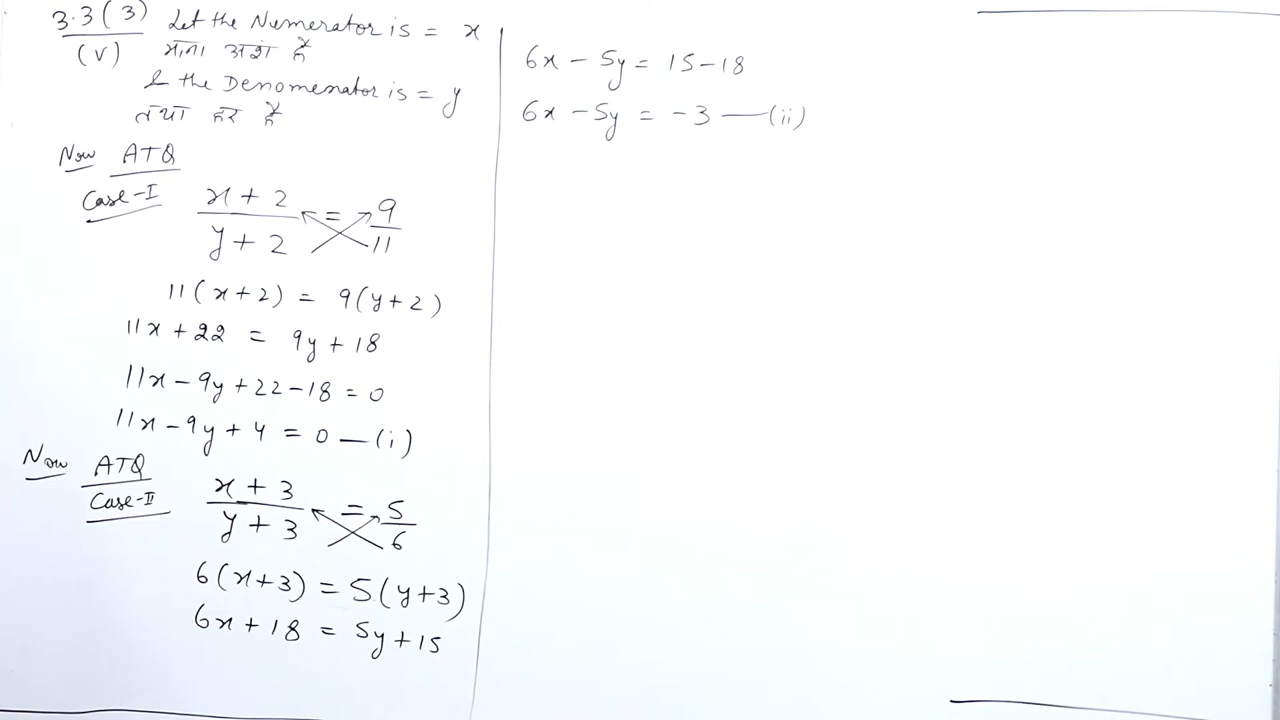 3.3(3) Let the Numerator is = x
(v) माना अंश है
& the Denomenator is = y
तथा हर है
Now ATQ
Case-I x + 2 / y + 2 = 9 / 11
11(x+2) = 9(y+2)
11x + 22 = 9y + 18
11x - 9y + 22 - 18 = 0
11x - 9y + 4 = 0 —(i)
Now ATQ
Case-II x + 3 / y + 3 = 5 / 6
6(x+3) = 5(y+3)
6x + 18 = 5y + 15
6x - 5y = 15 - 18
6x - 5y = -3 —(ii)